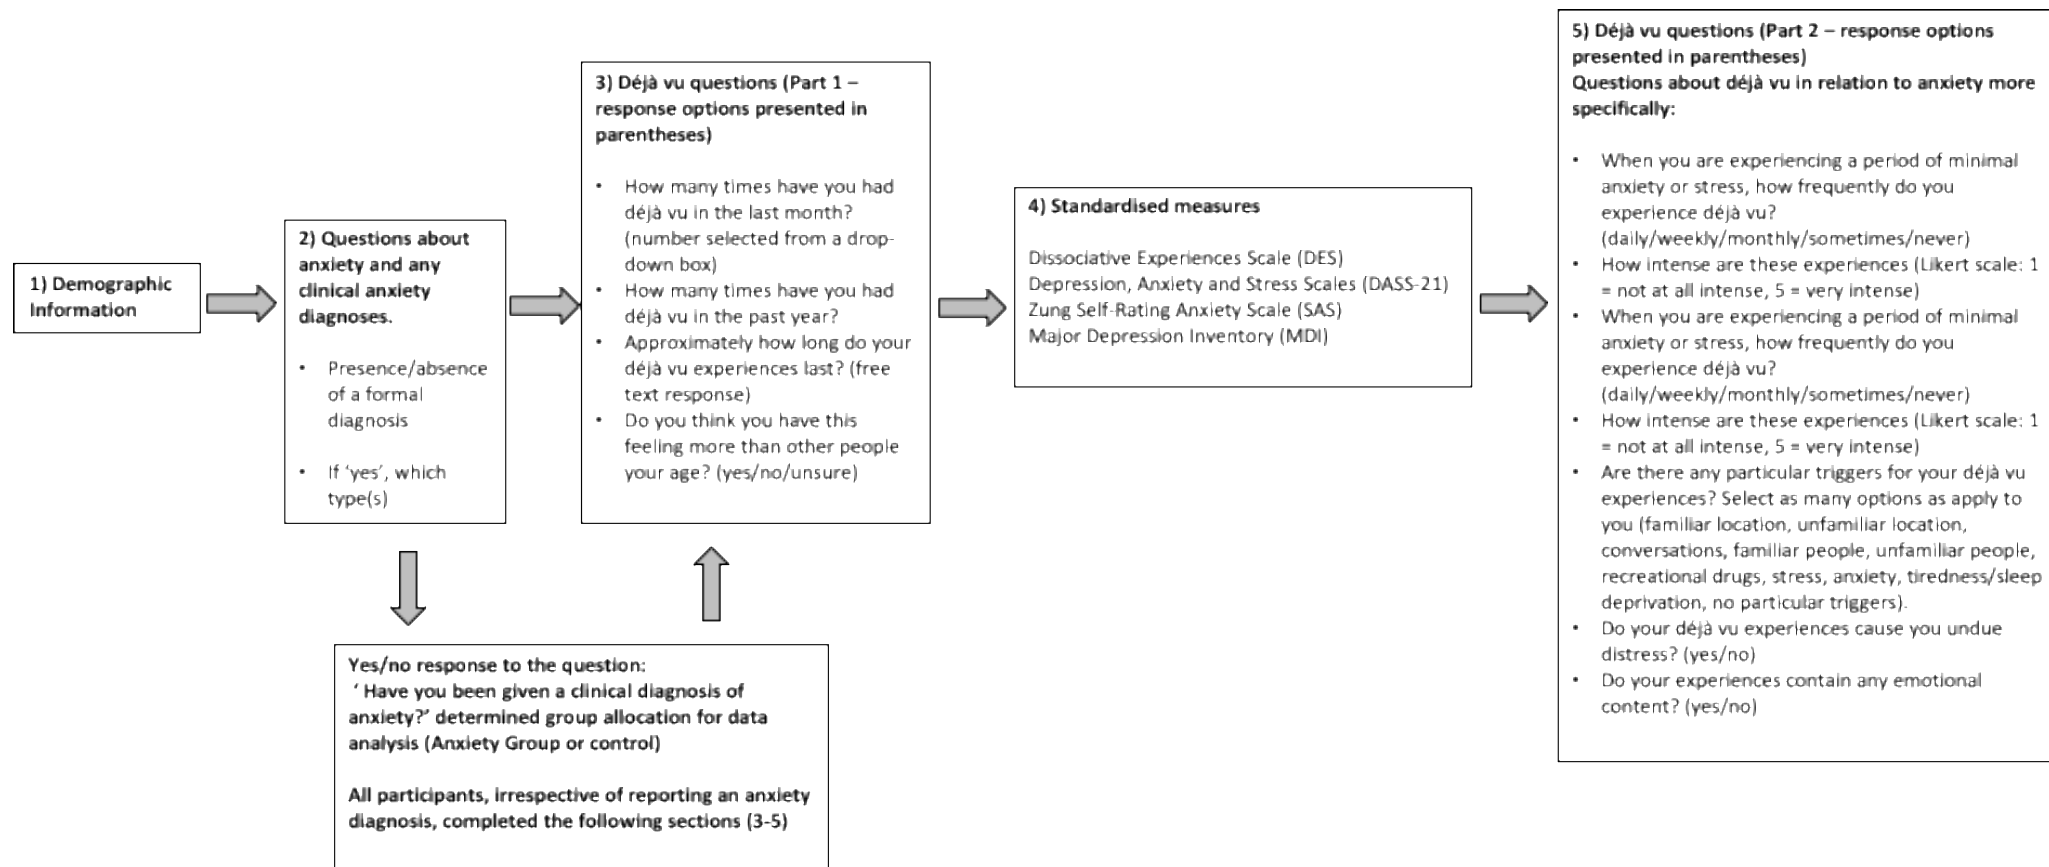 1) Demographic
Information
2) Questions about
anxiety and any
clinical anxiety
diagnoses.
• Presence/absence
of a formal
diagnosis
• If ‘yes’, which
type(s)
Yes/no response to the question:
‘ Have you been given a clinical diagnosis of
anxiety?’ determined group allocation for data
analysis (Anxiety Group or control)
All participants, irrespective of reporting an anxiety
diagnosis, completed the following sections (3-5)
3) Déjà vu questions (Part 1 –
response options presented in
parentheses)
• How many times have you had
déjà vu in the last month?
(number selected from a drop-
down box)
• How many times have you had
déjà vu in the past year?
• Approximately how long do your
déjà vu experiences last? (free
text response)
• Do you think you have this
feeling more than other people
your age? (yes/no/unsure)
4) Standardised measures
Dissociative Experiences Scale (DES)
Depression, Anxiety and Stress Scales (DASS-21)
Zung Self-Rating Anxiety Scale (SAS)
Major Depression Inventory (MDI)
5) Déjà vu questions (Part 2 – response options
presented in parentheses)
Questions about déjà vu in relation to anxiety more
specifically:
• When you are experiencing a period of minimal
anxiety or stress, how frequently do you
experience déjà vu?
(daily/weekly/monthly/sometimes/never)
• How intense are these experiences (Likert scale: 1
= not at all intense, 5 = very intense)
• When you are experiencing a period of minimal
anxiety or stress, how frequently do you
experience déjà vu?
(daily/weekly/monthly/sometimes/never)
• How intense are these experiences (Likert scale: 1
= not at all intense, 5 = very intense)
• Are there any particular triggers for your déjà vu
experiences? Select as many options as apply to
you (familiar location, unfamiliar location,
conversations, familiar people, unfamiliar people,
recreational drugs, stress, anxiety, tiredness/sleep
deprivation, no particular triggers).
• Do your déjà vu experiences cause you undue
distress? (yes/no)
• Do your experiences contain any emotional
content? (yes/no)